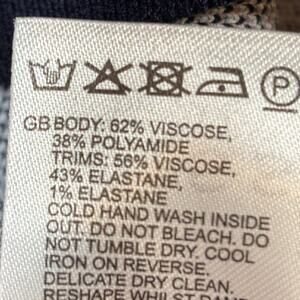 P
GB BODY: 62% VISCOSE,
38% POLYAMIDE
TRIMS: 56% VISCOSE,
43% ELASTANE,
1% ELASTANE
COLD HAND WASH INSIDE
OUT. DO NOT BLEACH. DO
NOT TUMBLE DRY. COOL
IRON ON REVERSE.
DELICATE DRY CLEAN.
RESHAPE WHILST DAMP